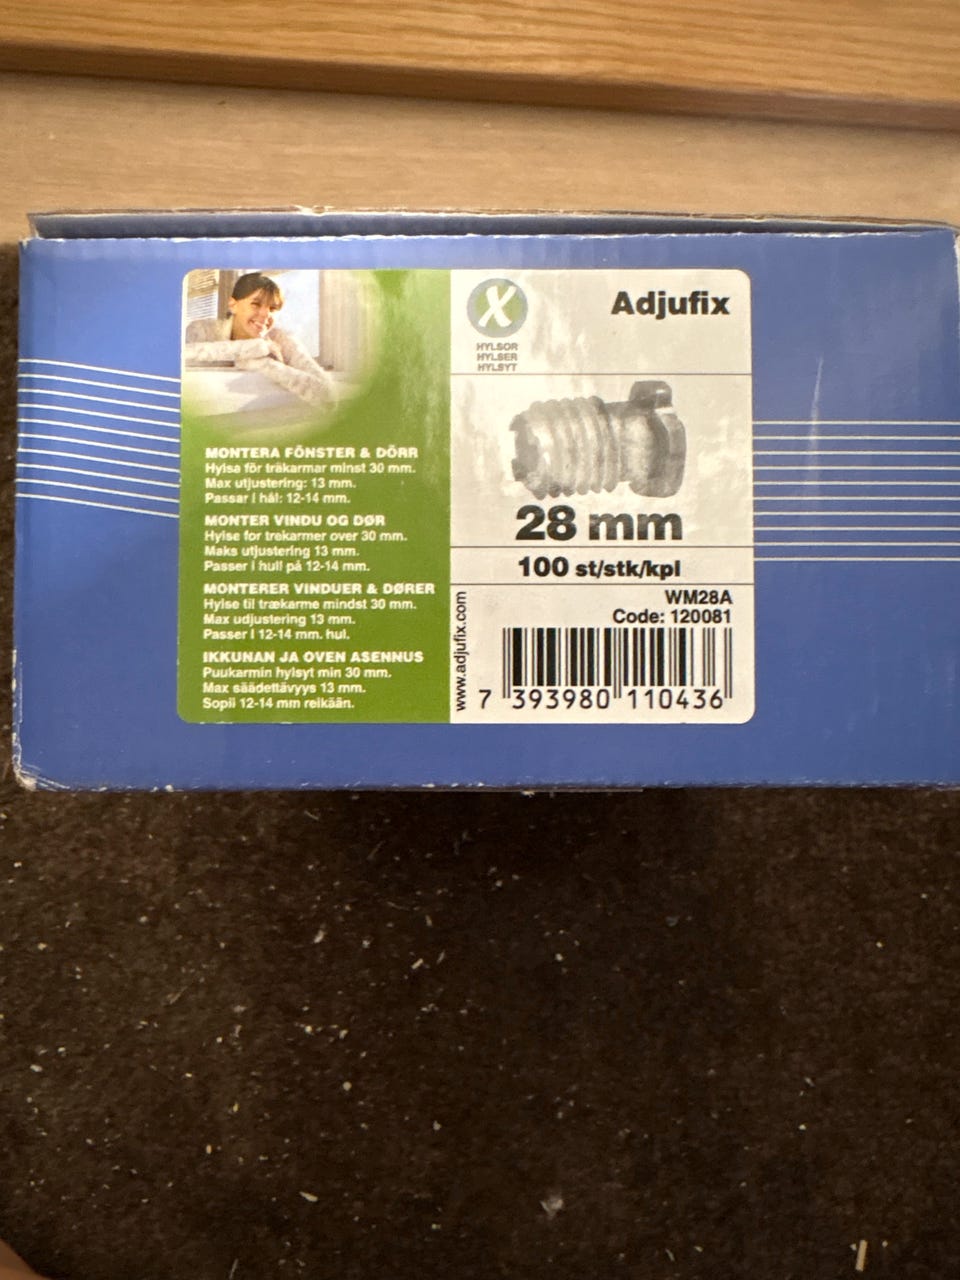 MONTERA FÖNSTER & DÖRR
Hylsa för träkarmar minst 30 mm.
Max utjustering: 13 mm.
Passar i hål: 12-14 mm.
MONTER VINDU OG DØR
Hylse for trekarmer over 30 mm.
Maks utjustering 13 mm.
Passer i hull på 12-14 mm.
MONTERER VINDUER & DØRER
Hylse til trækarme mindst 30 mm.
Max udjustering 13 mm.
Passer i 12-14 mm. hul.
IKKUNAN JA OVEN ASENNUS
Puukarmin hylsyt min 30 mm.
Max säädettävyys 13 mm.
Sopii 12-14 mm reikään.
X
HYLSOR
HYLSER
HYLSYT
Adjufix
28 mm
100 st/stk/kpl
WM28A
Code: 120081
www.adjufix.com
7 393980 110436